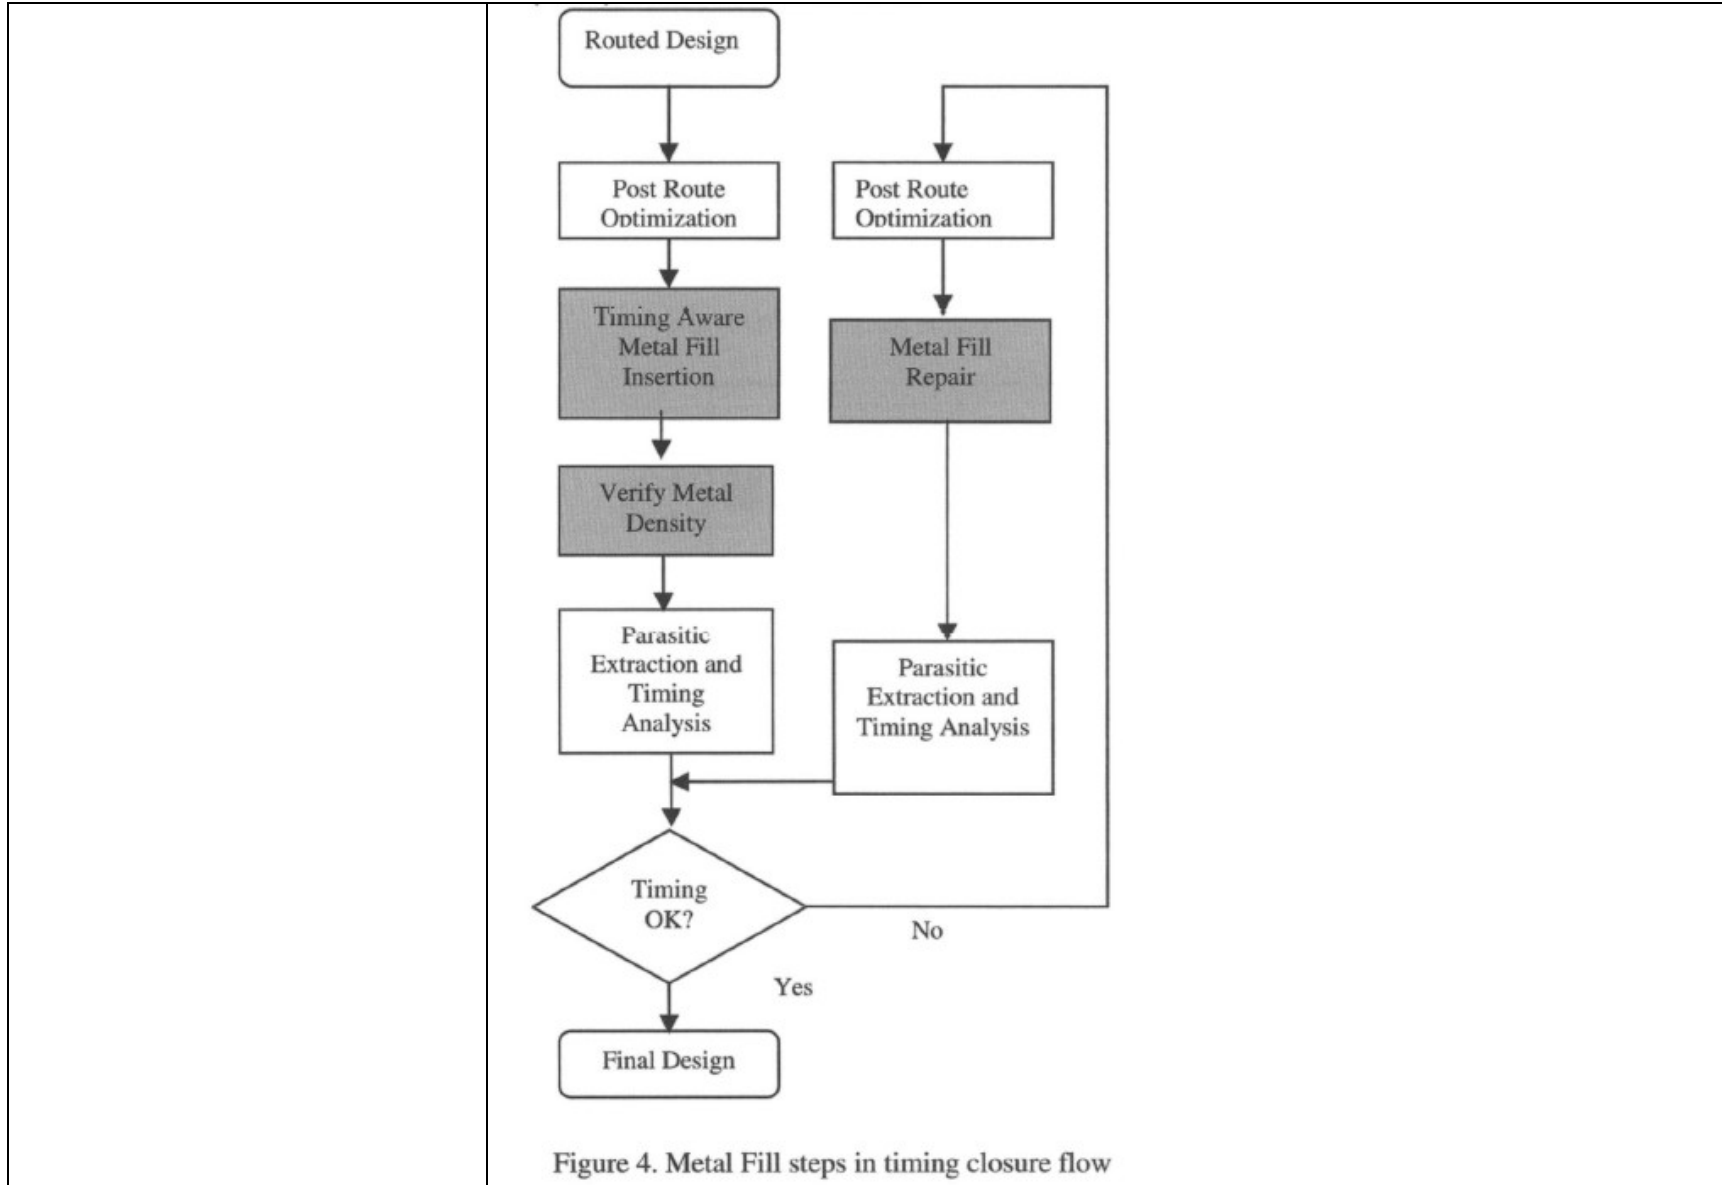 Routed Design
Post Route
Optimization
Timing Aware
Metal Fill
Insertion
Verify Metal
Density
Parasitic
Extraction and
Timing
Analysis
Post Route
Optimization
Metal Fill
Repair
Parasitic
Extraction and
Timing Analysis
Timing
OK?
No
Yes
Final Design
Figure 4. Metal Fill steps in timing closure flow